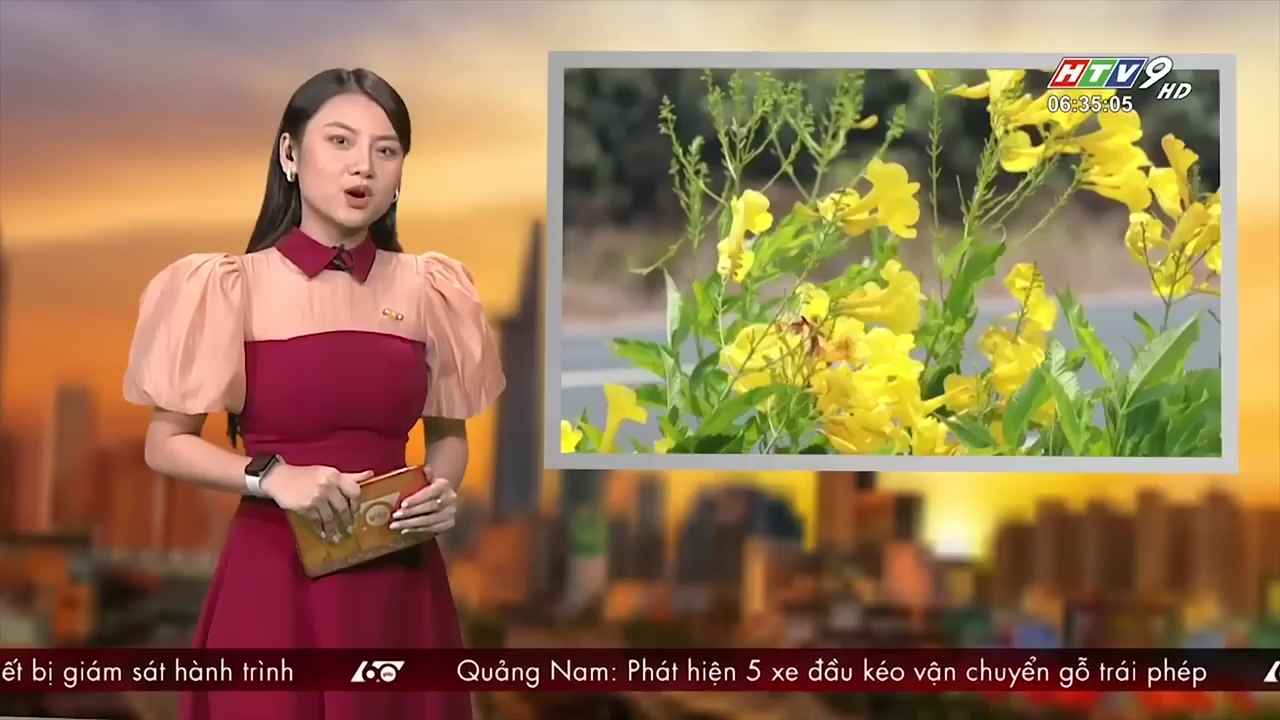 HTV9
HD
06:35:05
ết bị giám sát hành trình
60
Quảng Nam: Phát hiện 5 xe đầu kéo vận chuyển gỗ trái phép